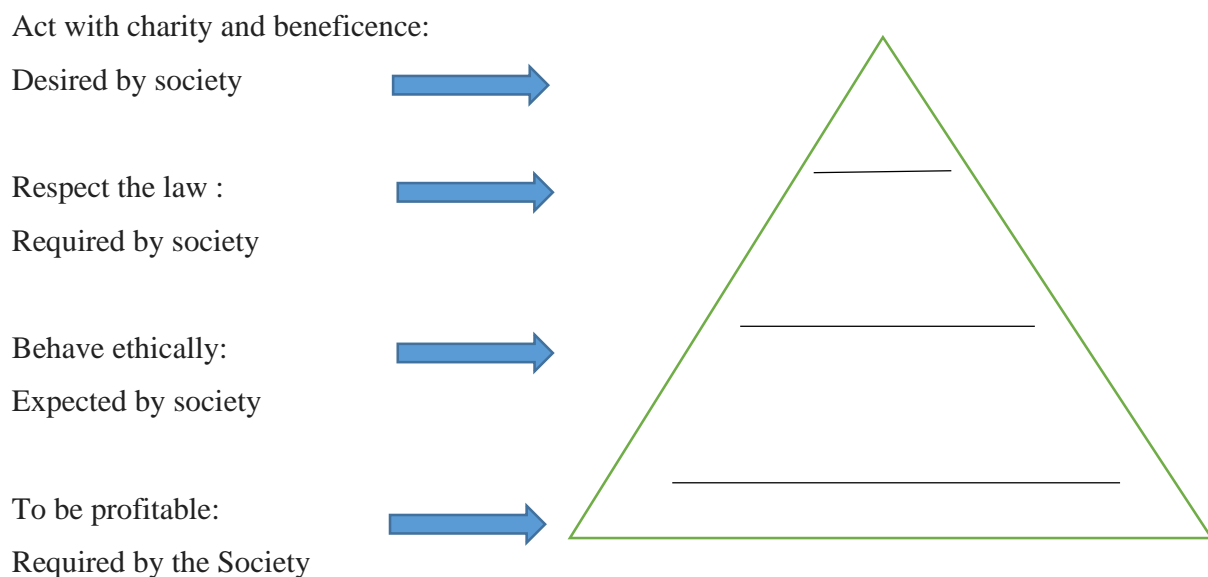 Act with charity and beneficence:
Desired by society
Respect the law :
Required by society
Behave ethically:
Expected by society
To be profitable:
Required by the Society